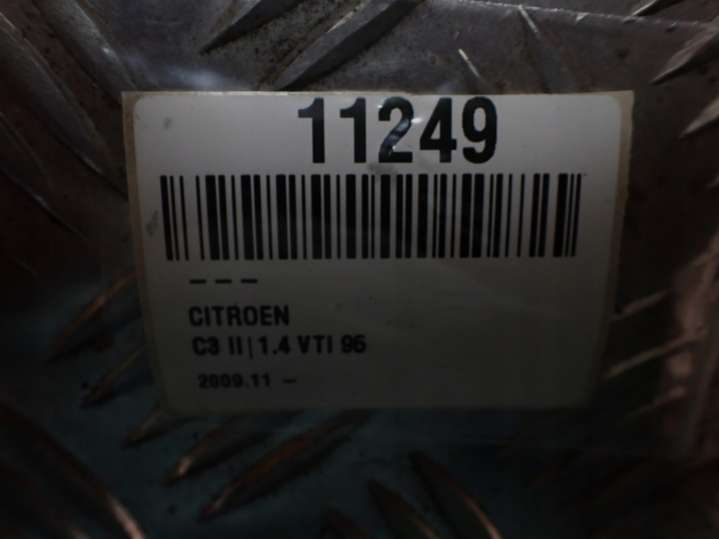 11249
– – –
CITROEN
C3 II | 1.4 VTI 95
2009.11 –